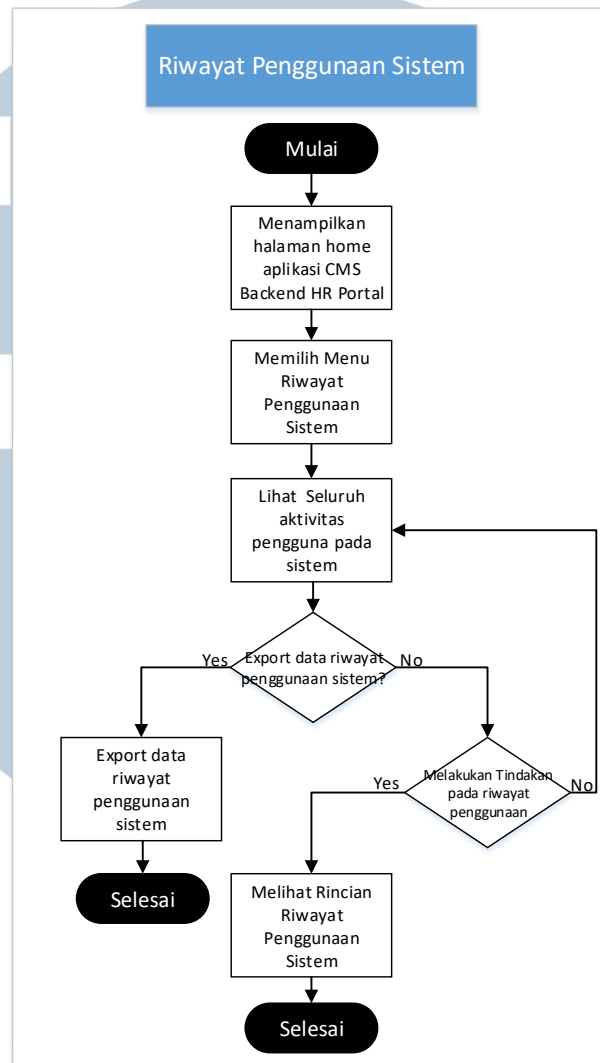 Riwayat Penggunaan Sistem
Mulai
Menampilkan
halaman home
aplikasi CMS
Backend HR Portal
Memilih Menu
Riwayat
Penggunaan
Sistem
Lihat Seluruh
aktivitas
pengguna pada
sistem
Yes
Export data riwayat
penggunaan sistem?
No
Export data
riwayat
penggunaan
sistem
Selesai
Yes
Melakukan Tindakan
pada riwayat
penggunaan
No
Melihat Rincian
Riwayat
Penggunaan
Sistem
Selesai